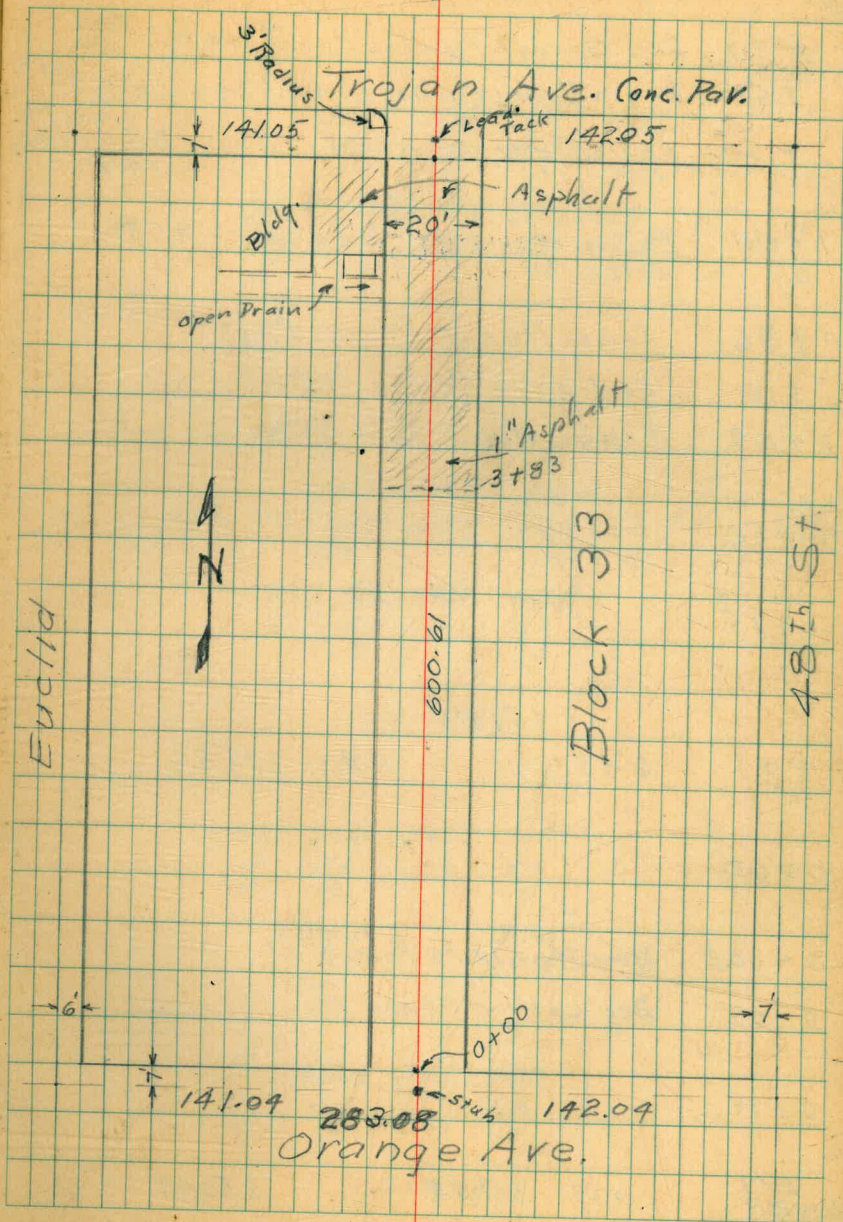 3' Radius
Trojan Ave. Conc. Pav.
Lead.
Tack
7'
141.05
142.05
Asphalt
Bldg.
20'
Open Drain
1" Asphalt
3+83
N
Block 33
48Th St.
Euclid
600.61
6'
7'
0+00
7'
Stub
141.04
283.08
142.04
Orange Ave.